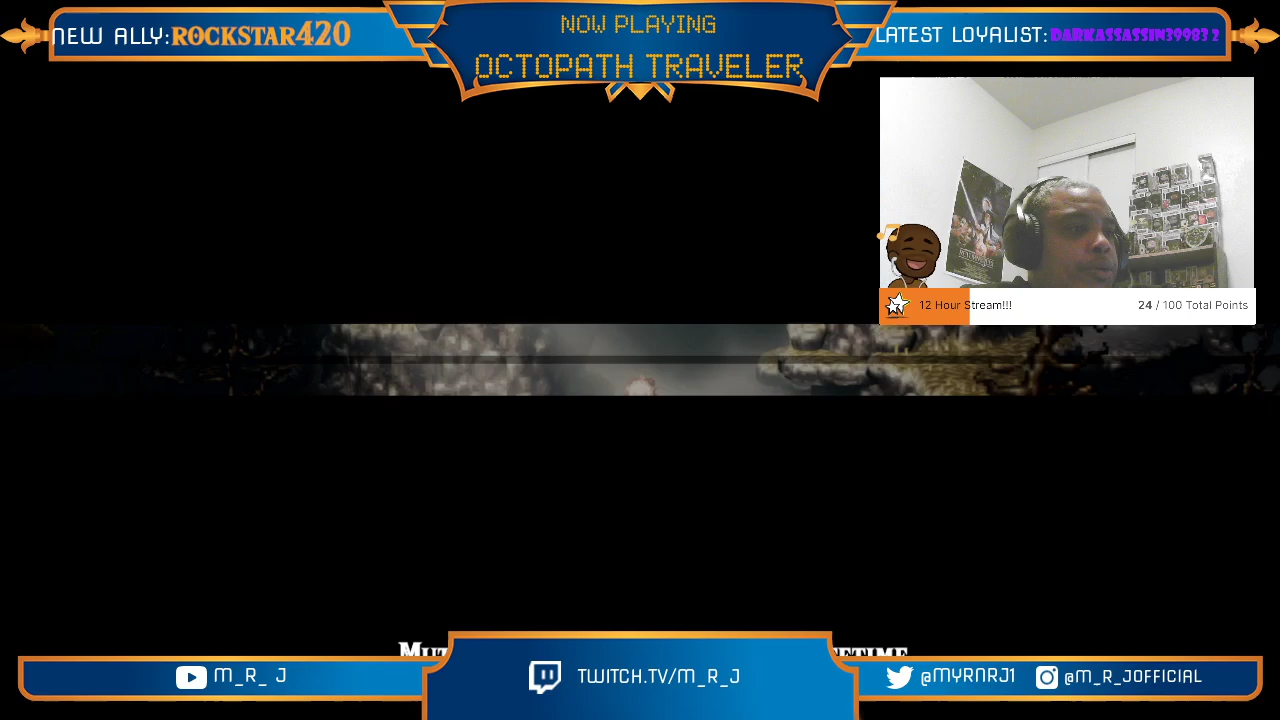 NEW ALLY: ROCKSTAR420
NOW PLAYING
OCTOPATH TRAVELER
LATEST LOYALIST: DARKASSASSIN39983 2
12 Hour Stream!!!
24 / 100 Total Points
M_R_ J
TWITCH.TV/M_R_J
@MYRNRJ1
@M_R_JOFFICIAL